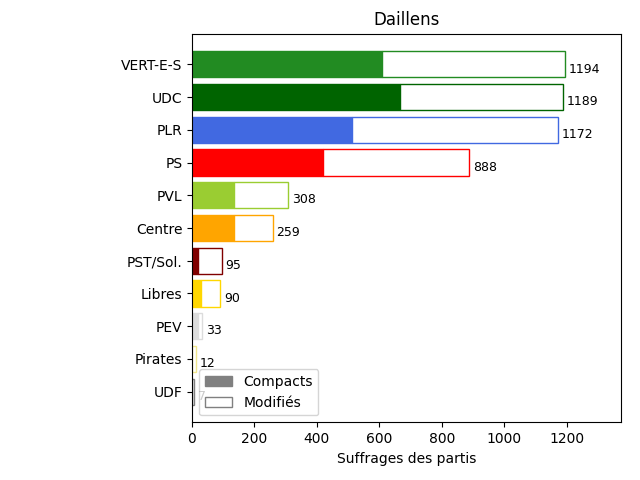 Daillens
VERT-E-S 1194
UDC 1189
PLR 1172
PS 888
PVL 308
Centre 259
PST/Sol. 95
Libres 90
PEV 33
Pirates 12
UDF 7
Compacts
Modifiés
0 200 400 600 800 1000 1200
Suffrages des partis